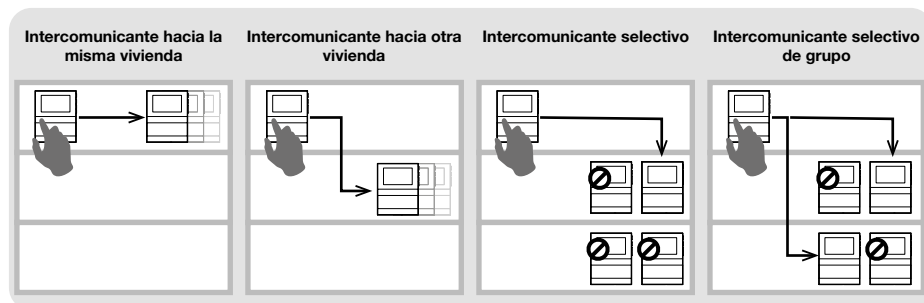 Intercomunicante hacia la
misma vivienda
Intercomunicante hacia otra
vivienda
Intercomunicante selectivo
Intercomunicante selectivo
de grupo